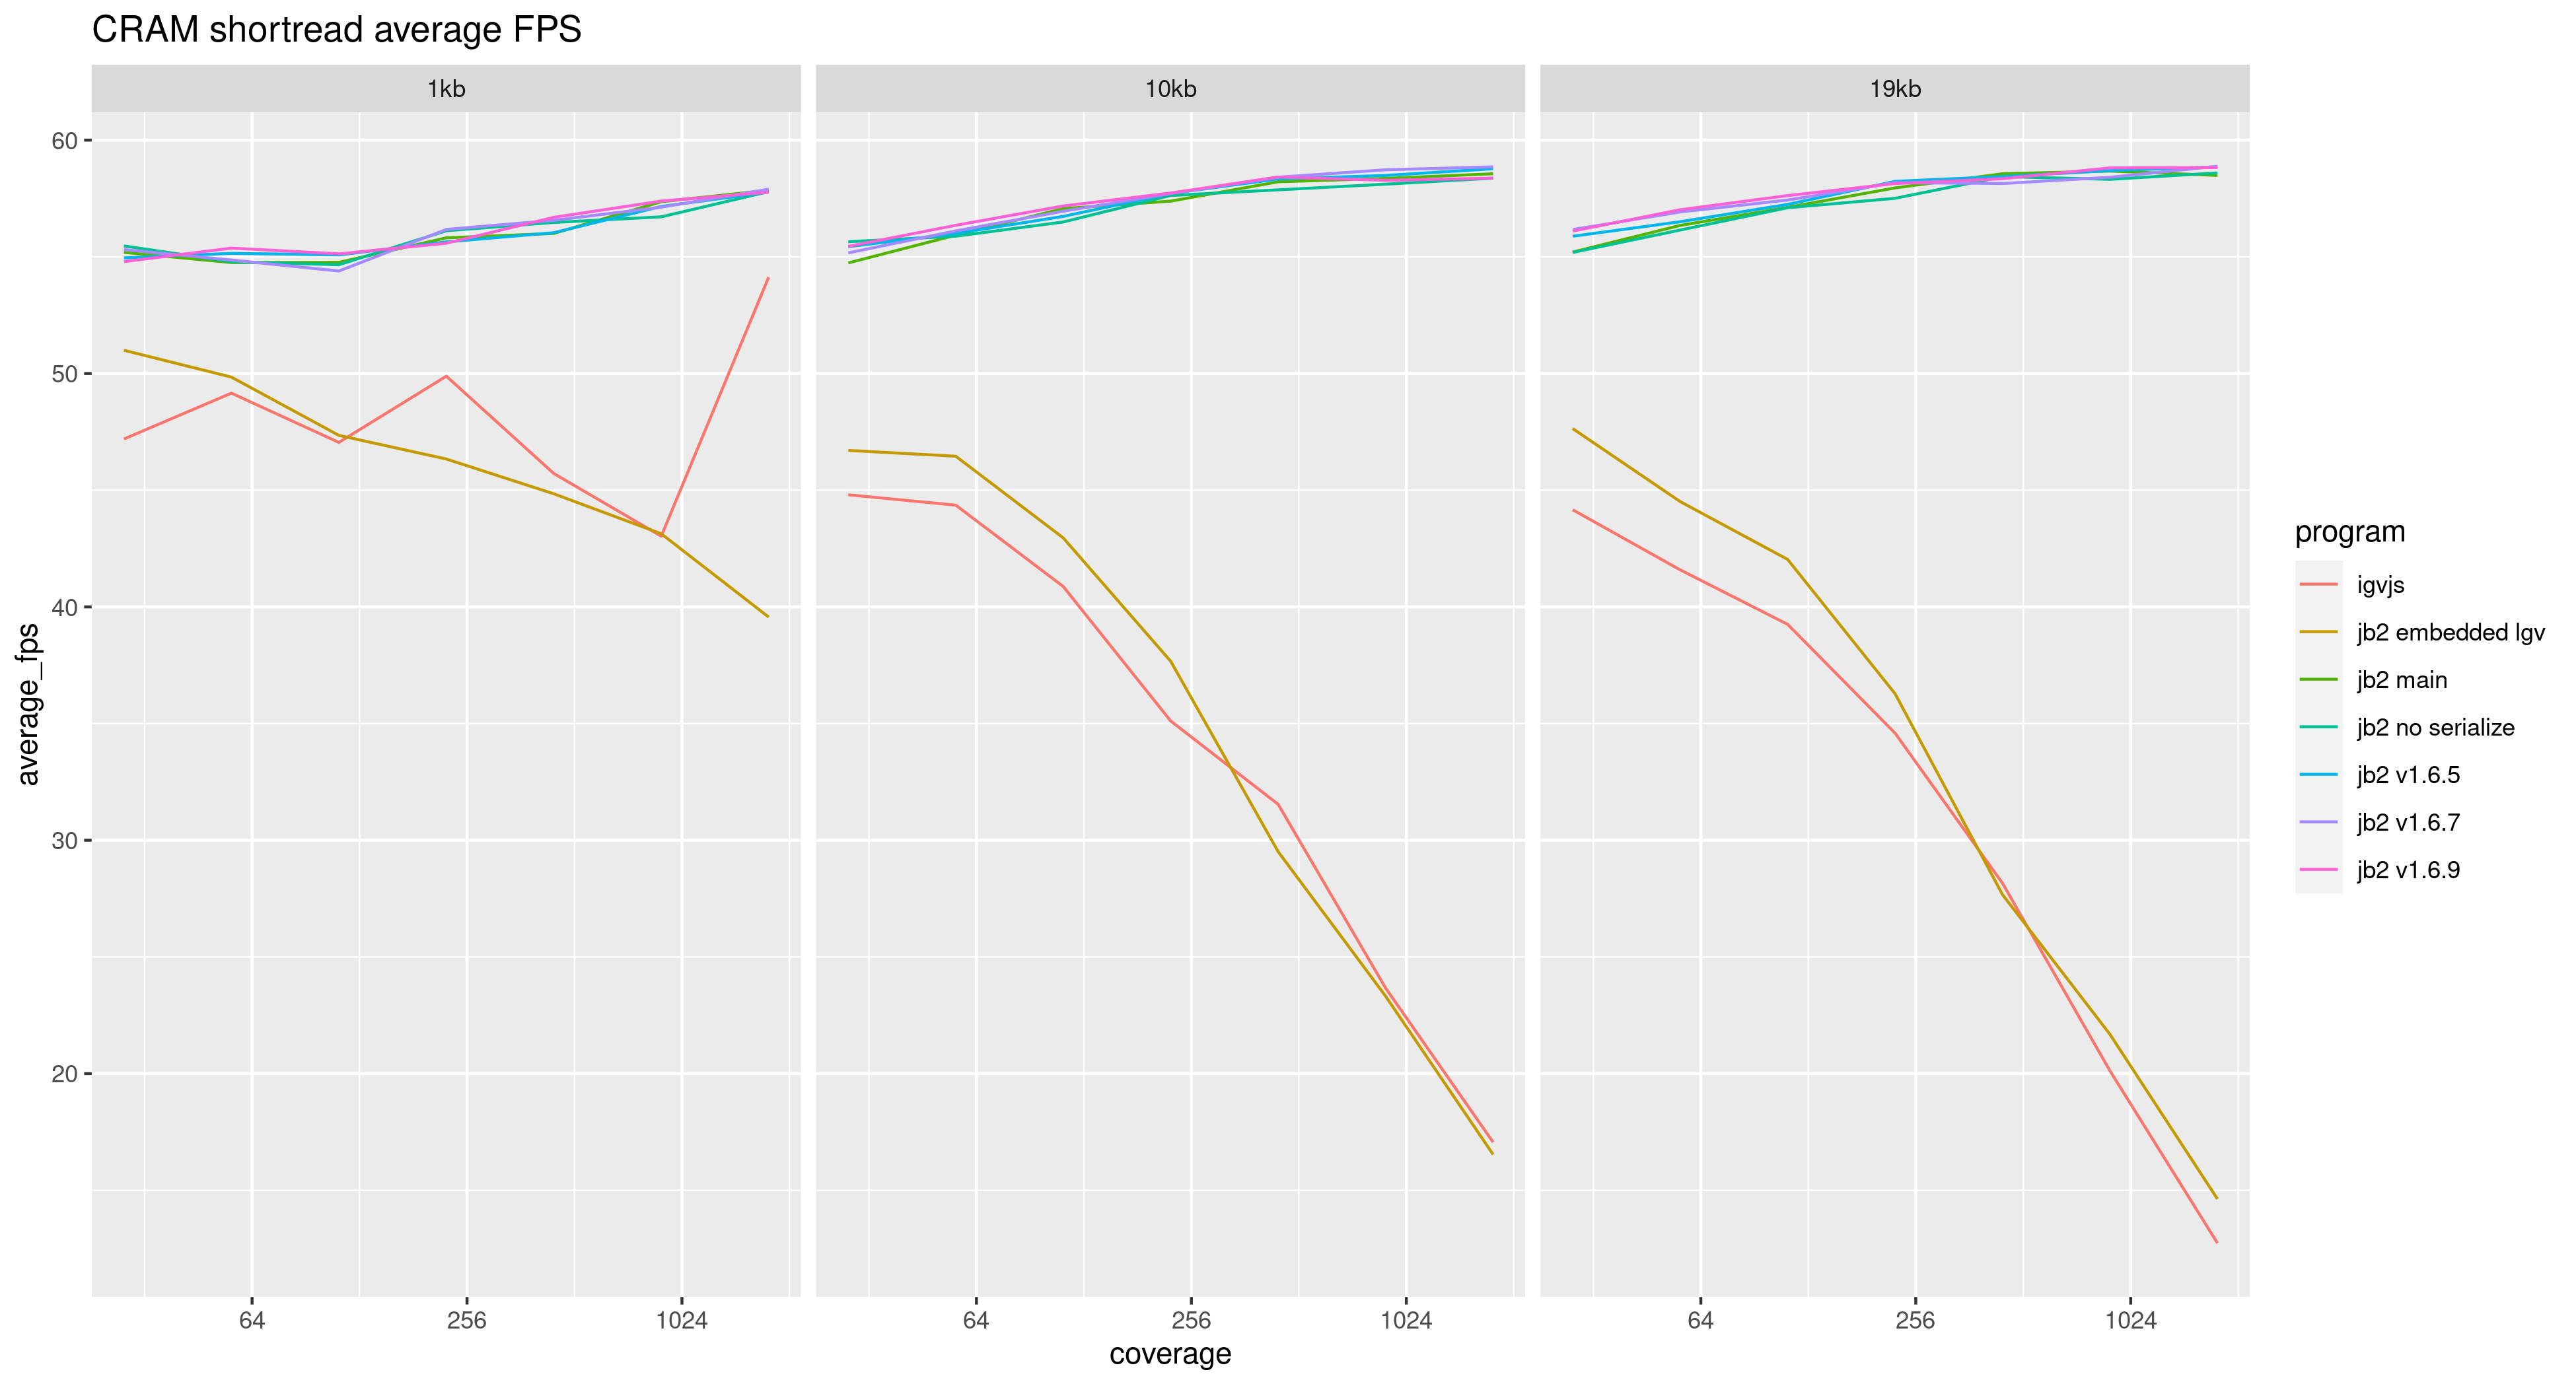 CRAM shortread average FPS
1kb
10kb
19kb
60
50
40
30
20
average_fps
64
256
1024
64
256
1024
64
256
1024
coverage
program
igvjs
jb2 embedded lgv
jb2 main
jb2 no serialize
jb2 v1.6.5
jb2 v1.6.7
jb2 v1.6.9